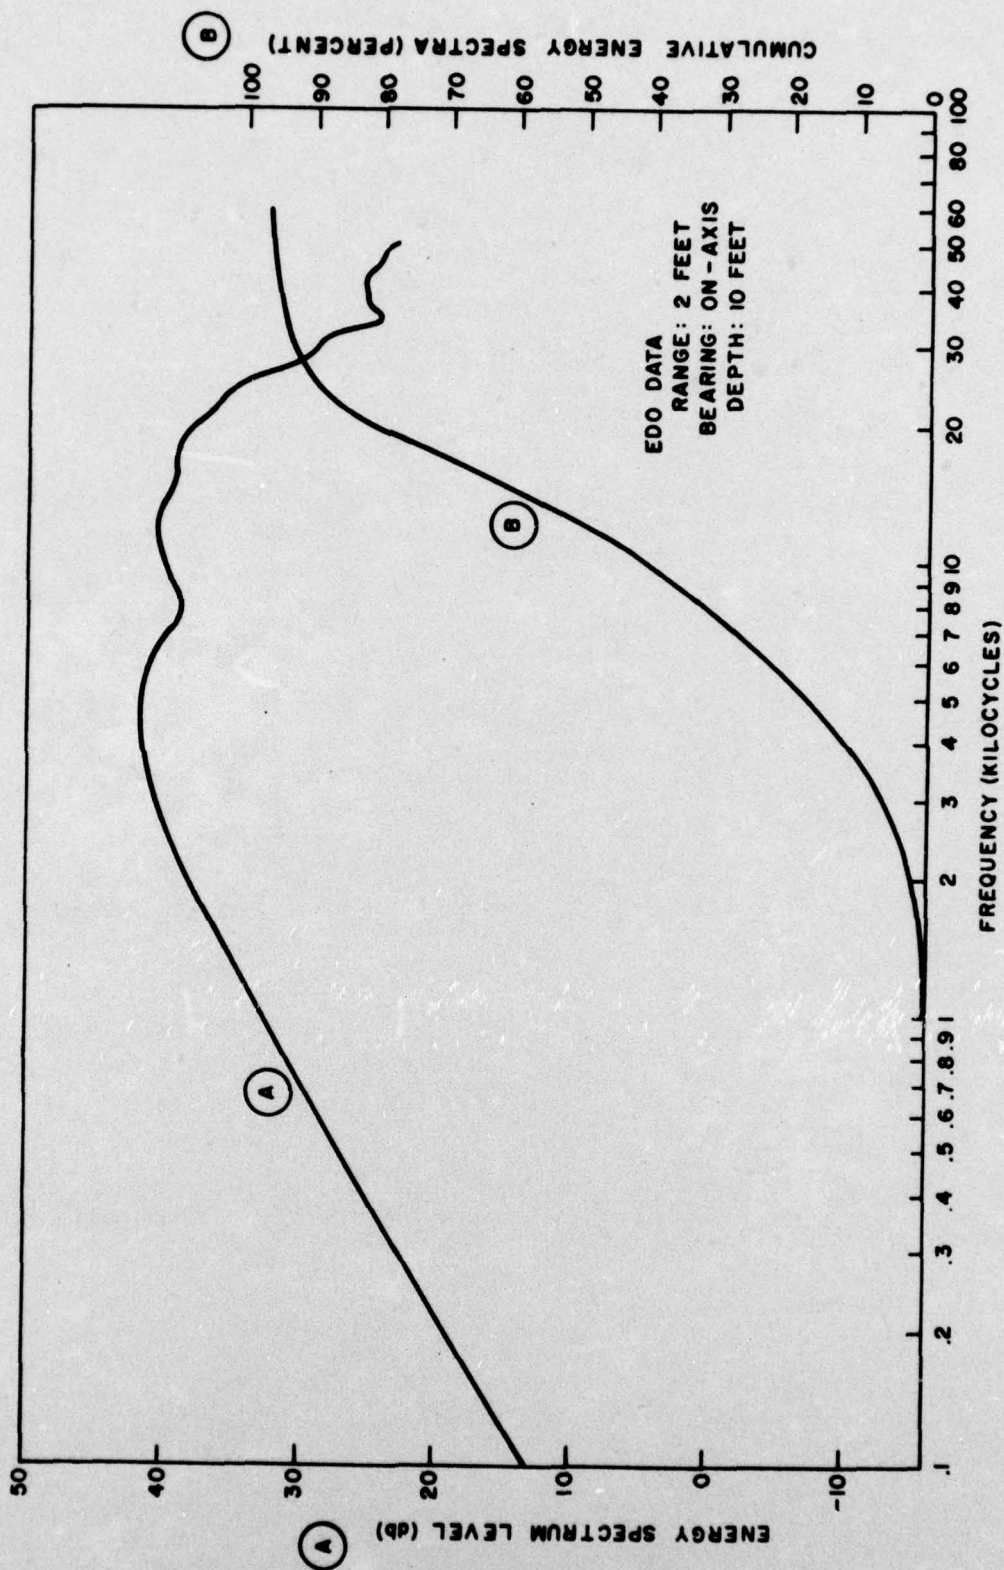 Ⓐ ENERGY SPECTRUM LEVEL (db)
50
40
30
20
10
0
-10
Ⓑ CUMULATIVE ENERGY SPECTRA (PERCENT)
100
90
80
70
60
50
40
30
20
10
0
A
B
EDO DATA
RANGE: 2 FEET
BEARING: ON-AXIS
DEPTH: 10 FEET
.1 .2 .3 .4 .5 .6 .7 .8 .9 1 2 3 4 5 6 7 8 9 10 20 30 40 50 60 80 100
FREQUENCY (KILOCYCLES)